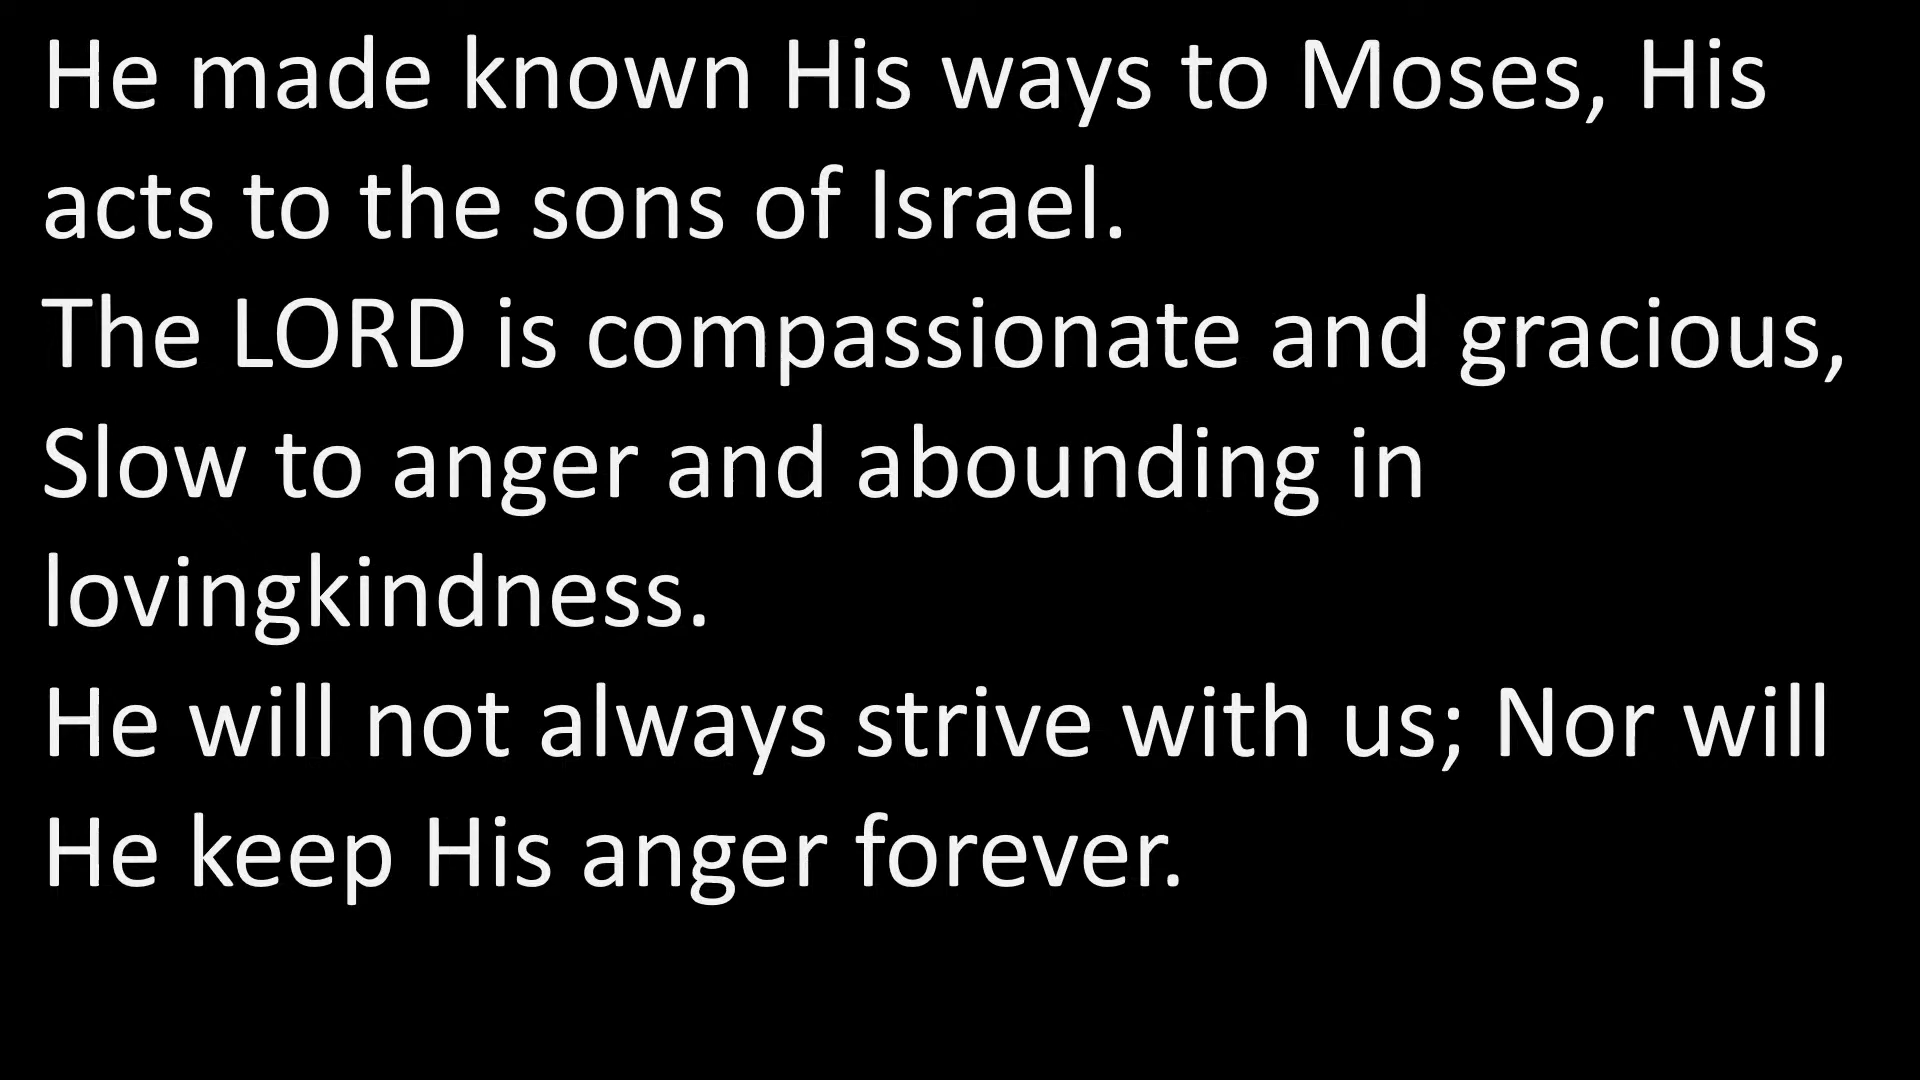 He made known His ways to Moses, His
acts to the sons of Israel.
The LORD is compassionate and gracious,
Slow to anger and abounding in
lovingkindness.
He will not always strive with us; Nor will
He keep His anger forever.